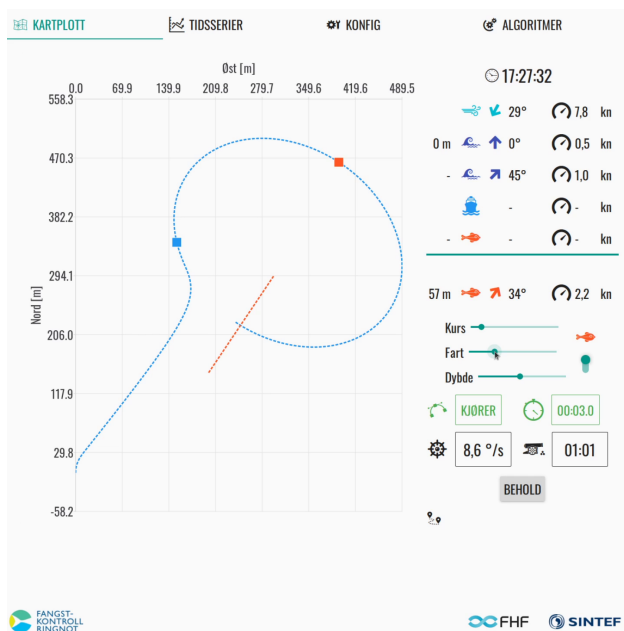 KARTPLOTT TIDSSERIER KONFIG ALGORITMER
Øst [m]
0.0 69.9 139.9 209.8 279.7 349.6 419.6 489.5
558.3
470.3
382.2
294.1
206.0
117.9
29.8
-58.2
Nord [m]
17:27:32
29° 7,8 kn
0 m 0° 0,5 kn
- 45° 1,0 kn
- - kn
- - - kn
57 m 34° 2,2 kn
Kurs
Fart
Dybde
KJØRER 00:03.0
8,6 °/s 01:01
BEHOLD
FANGST-
KONTROLL
RINGNOT
FHF SINTEF